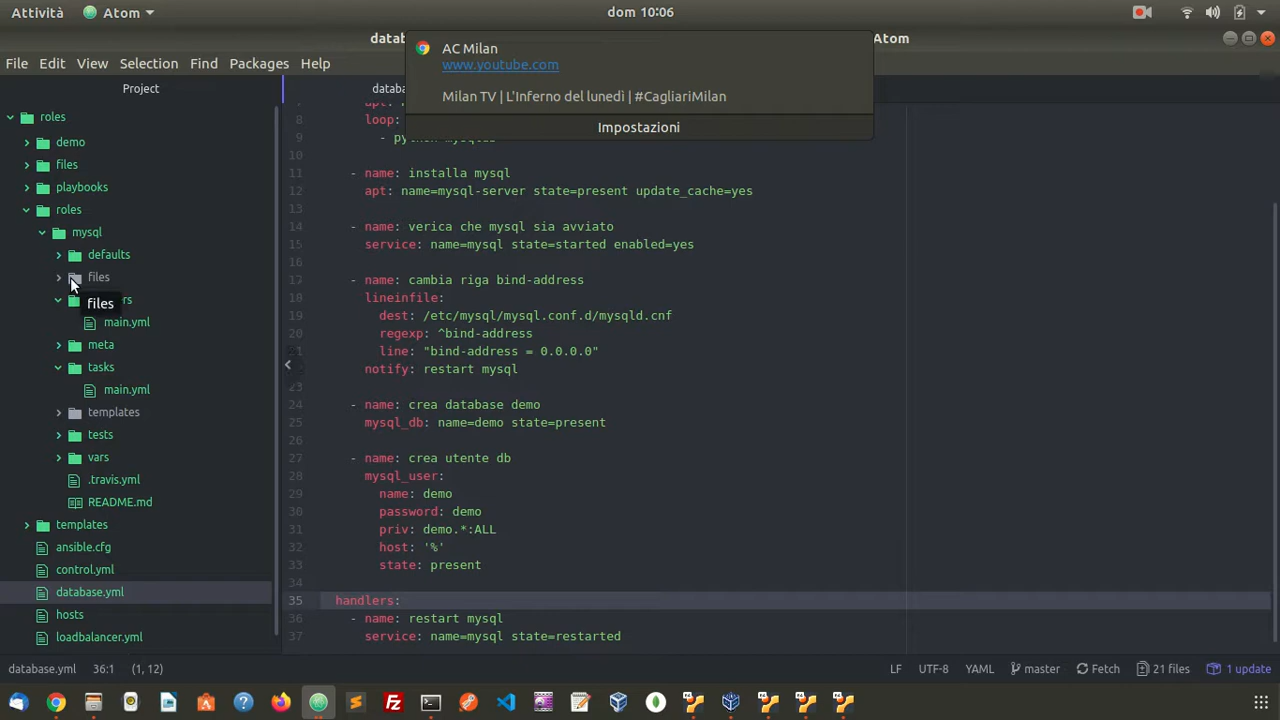 Attività
Atom
dom 10:06
datab
Atom
AC Milan
www.youtube.com
Milan TV | L'Inferno del lunedì | #CagliariMilan
Impostazioni
File Edit View Selection Find Packages Help
Project
databa
roles
demo
files
playbooks
roles
mysql
defaults
files
files
rs
main.yml
meta
tasks
main.yml
templates
tests
vars
.travis.yml
README.md
templates
ansible.cfg
control.yml
database.yml
hosts
loadbalancer.yml
8 loop:
9 -
10
11 - name: installa mysql
12 apt: name=mysql-server state=present update_cache=yes
13
14 - name: verica che mysql sia avviato
15 service: name=mysql state=started enabled=yes
16
17 - name: cambia riga bind-address
18 lineinfile:
19 dest: /etc/mysql/mysql.conf.d/mysqld.cnf
20 regexp: ^bind-address
21 line: "bind-address = 0.0.0.0"
notify: restart mysql
23
24 - name: crea database demo
25 mysql_db: name=demo state=present
26
27 - name: crea utente db
28 mysql_user:
29 name: demo
30 password: demo
31 priv: demo.*:ALL
32 host: '%'
33 state: present
34
35 handlers:
36 - name: restart mysql
37 service: name=mysql state=restarted
database.yml 36:1 (1, 12)
LF UTF-8 YAML master Fetch 21 files 1 update